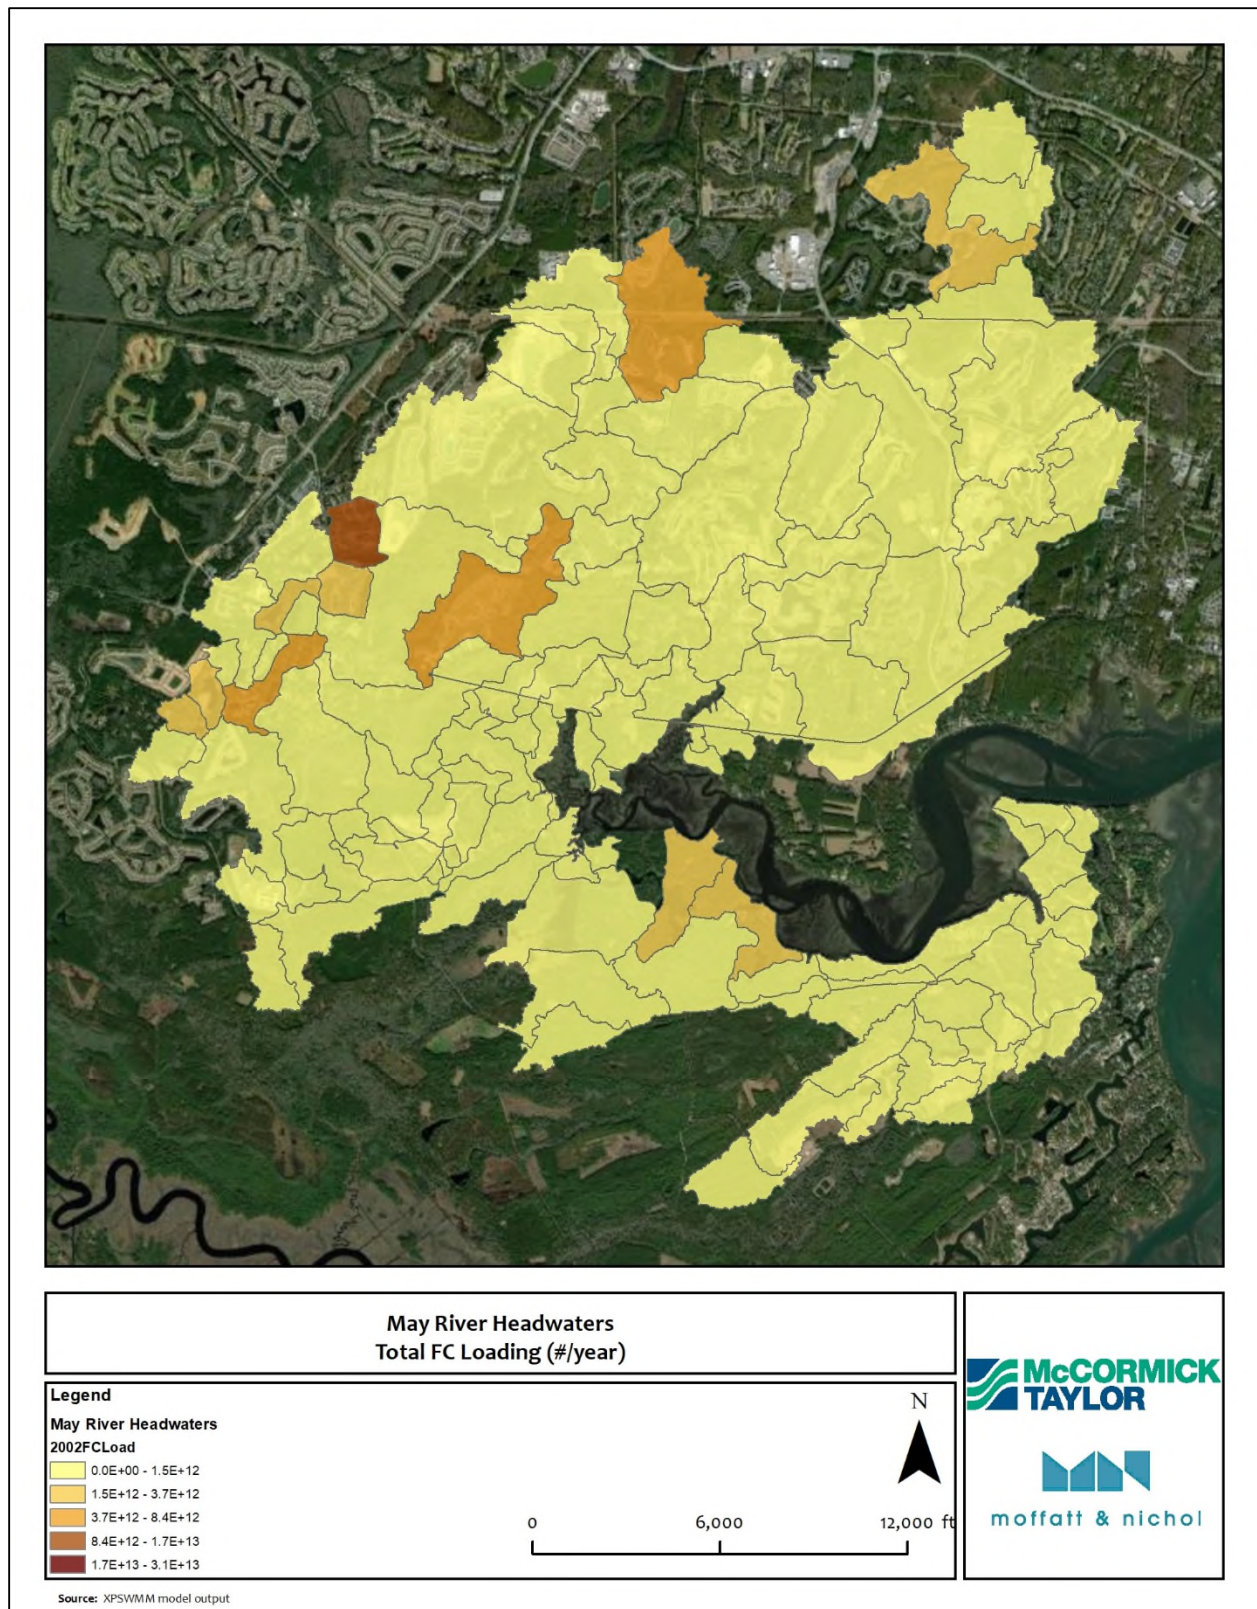 May River Headwaters
Total FC Loading (#/year)
Legend
May River Headwaters
2002FCLoad
0.0E+00 - 1.5E+12
1.5E+12 - 3.7E+12
3.7E+12 - 8.4E+12
8.4E+12 - 1.7E+13
1.7E+13 - 3.1E+13
N
0 6,000 12,000 ft
McCORMICK
TAYLOR
moffatt & nichol
Source: XPSWMM model output